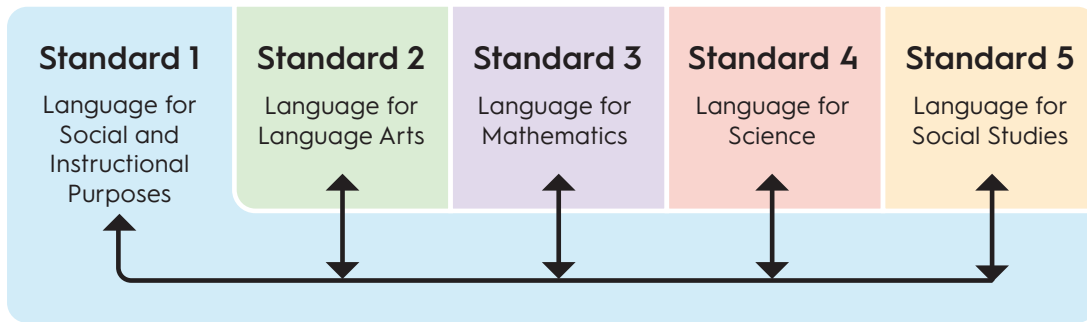 Standard 1
Language for
Social and
Instructional
Purposes
Standard 2
Language for
Language Arts
Standard 3
Language for
Mathematics
Standard 4
Language for
Science
Standard 5
Language for
Social Studies